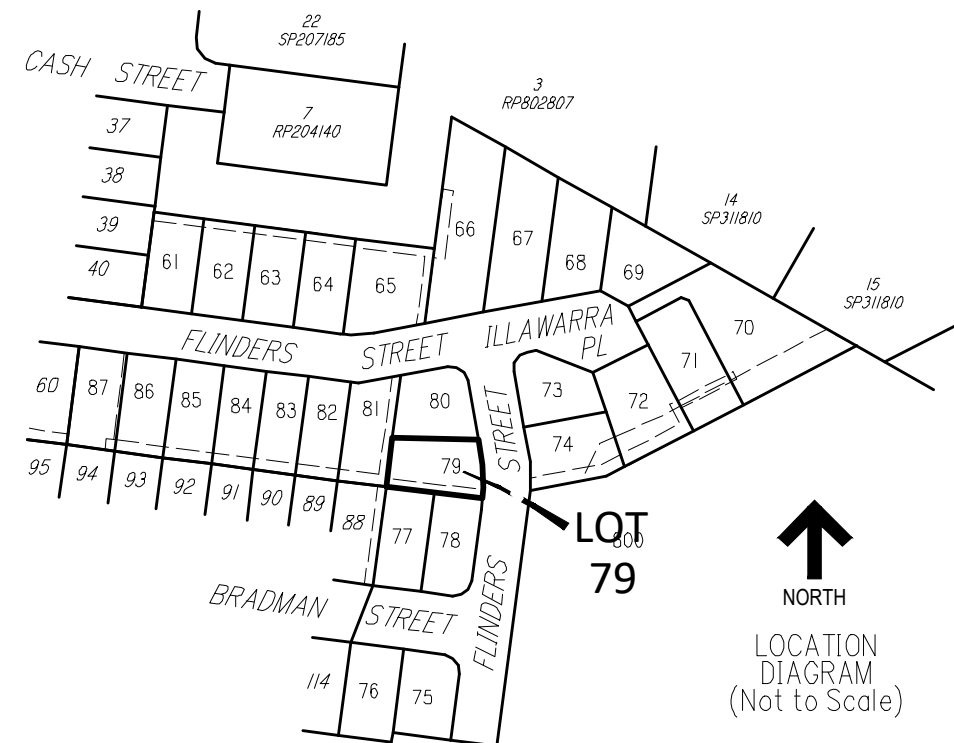 22
SP207185
CASH STREET
3
RP802807
7
RP204140
37
38
14
SP311810
39
66
67
40
61
62
63
64
65
68
69
15
SP311810
FLINDERS STREET
ILLAWARRA
PL
70
71
60
87
86
85
84
83
82
81
80
73
72
STREET
74
79
95
94
93
92
91
90
89
88
77
78
LOT
79
800
NORTH
BRADMAN STREET
FLINDERS
LOCATION
DIAGRAM
(Not to Scale)
114
76
75